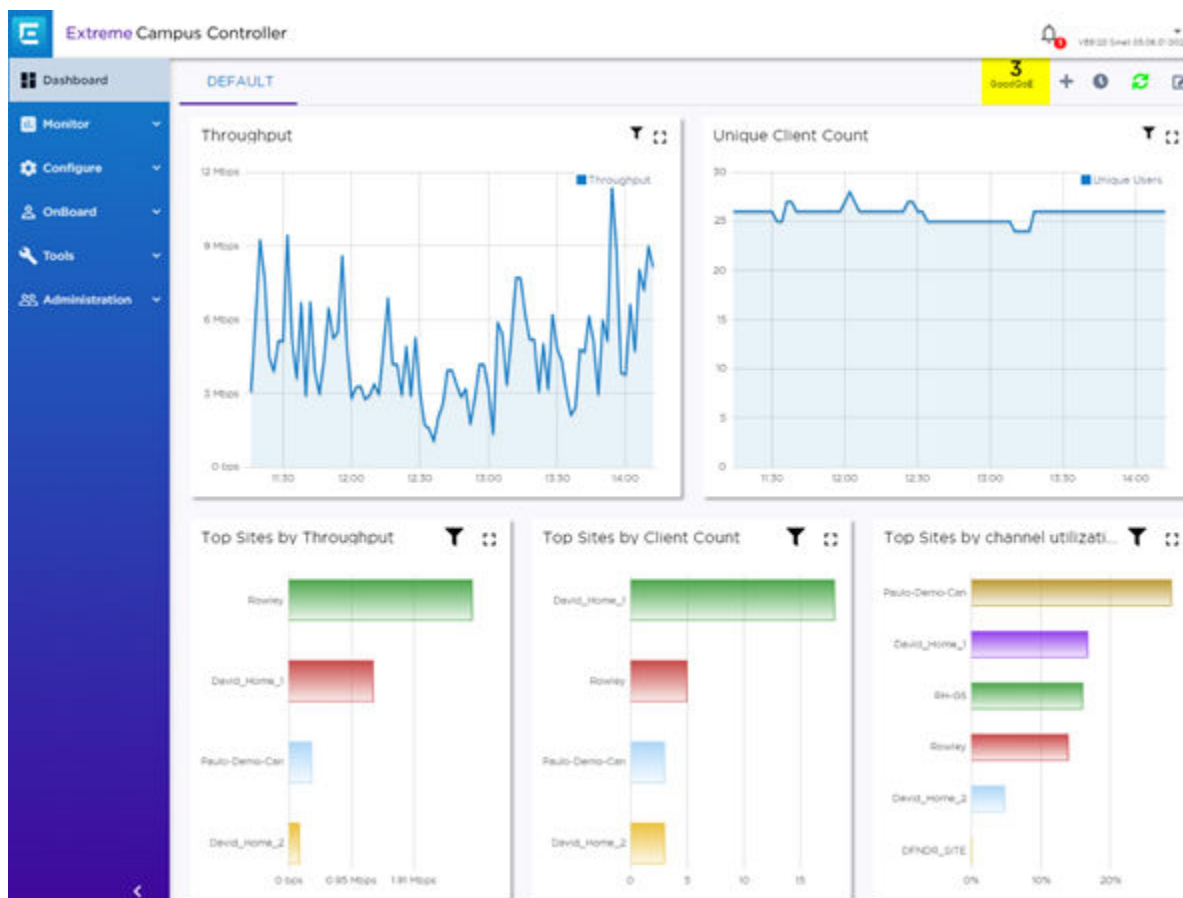 Extreme Campus Controller
1
Dashboard
Monitor
Configure
OnBoard
Tools
Administration
DEFAULT
3
GoodGoE
Throughput
12 Mbps
9 Mbps
6 Mbps
3 Mbps
0 bps
Throughput
11:30 12:00 12:30 13:00 13:30 14:00
Unique Client Count
30
25
20
15
10
5
0
Unique Users
11:30 12:00 12:30 13:00 13:30 14:00
Top Sites by Throughput
Rowley
David_Home_1
Paulo-Demo-Can
David_Home_2
0 bps 0.95 Mbps 1.91 Mbps
Top Sites by Client Count
David_Home_1
Rowley
Paulo-Demo-Can
David_Home_2
0 5 10 15
Top Sites by channel utilizati...
Paulo-Demo-Can
David_Home_1
RH-GS
Rowley
David_Home_2
DFNDR_SITE
0% 10% 20%